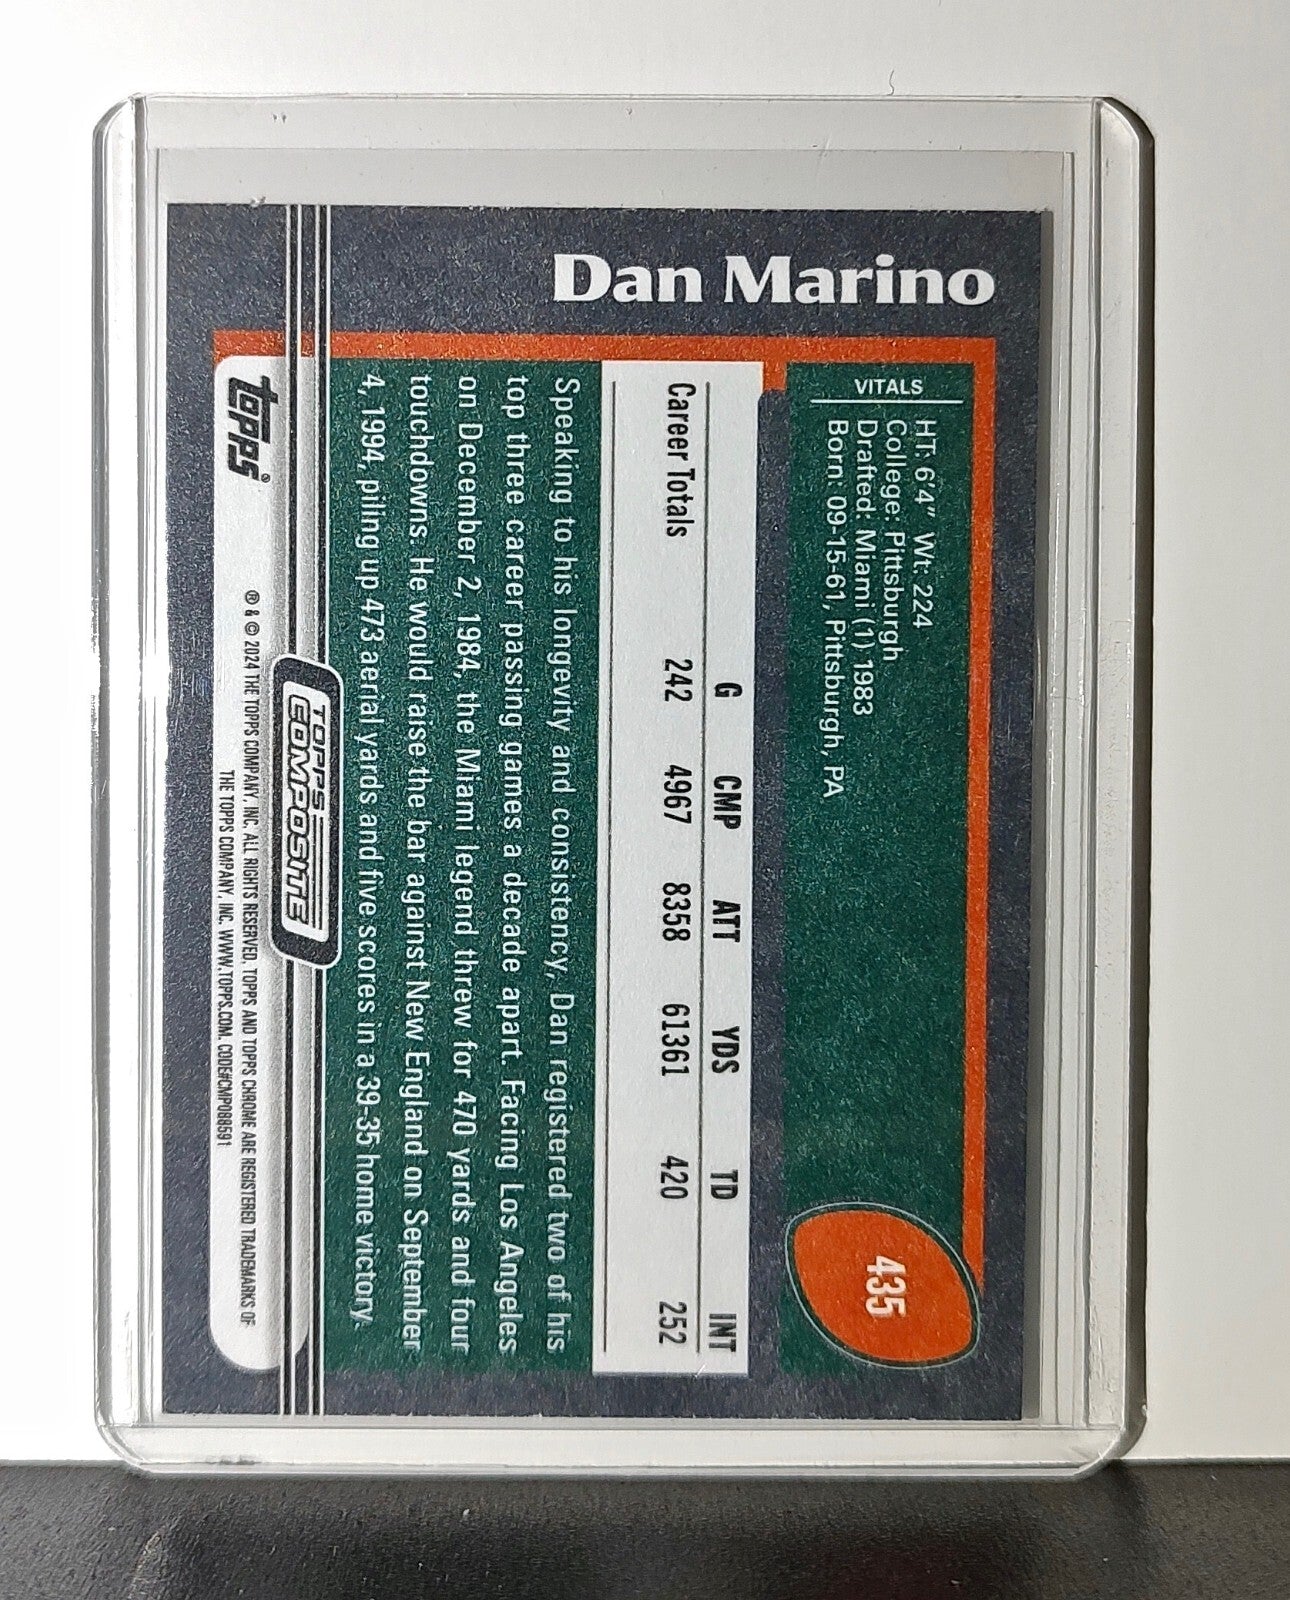 Dan Marino
435
VITALS
HT: 6'4" Wt: 224
College: Pittsburgh
Drafted: Miami (1) 1983
Born: 09-15-61, Pittsburgh, PA
G CMP ATT YDS TD INT
Career Totals 242 4967 8358 61361 420 252
Speaking to his longevity and consistency, Dan registered two of his
top three career passing games a decade apart. Facing Los Angeles
on December 2, 1984, the Miami legend threw for 470 yards and four
touchdowns. He would raise the bar against New England on September
4, 1994, piling up 473 aerial yards and five scores in a 39-35 home victory.
TOPPS
COMPOSITE
topps®
® & © 2024 THE TOPPS COMPANY, INC. ALL RIGHTS RESERVED. TOPPS AND TOPPS CHROME ARE REGISTERED TRADEMARKS OF
THE TOPPS COMPANY, INC. WWW.TOPPS.COM. CODE#CMP088591